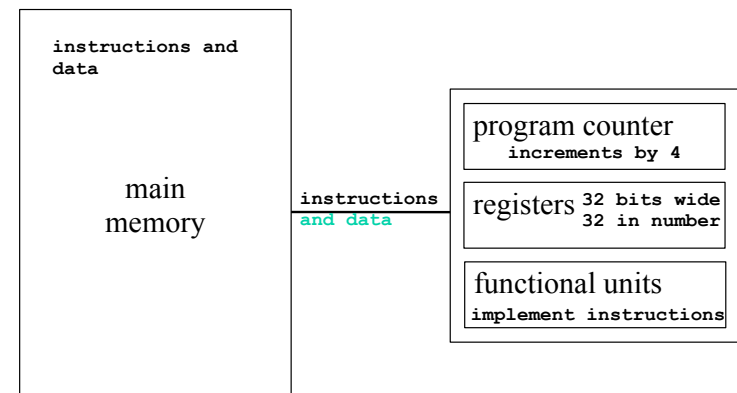 instructions and
data
main
memory
instructions
and data
program counter
increments by 4
registers 32 bits wide
32 in number
functional units
implement instructions